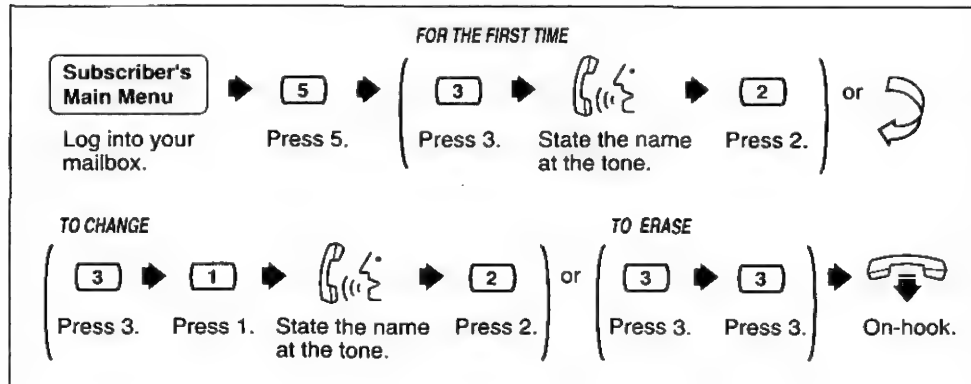 FOR THE FIRST TIME
Subscriber's
Main Menu
5
3
2
or
Log into your
mailbox.
Press 5.
Press 3.
State the name
at the tone.
Press 2.
TO CHANGE
TO ERASE
3
1
2
or
3
3
Press 3.
Press 1.
State the name
at the tone.
Press 2.
Press 3.
Press 3.
On-hook.